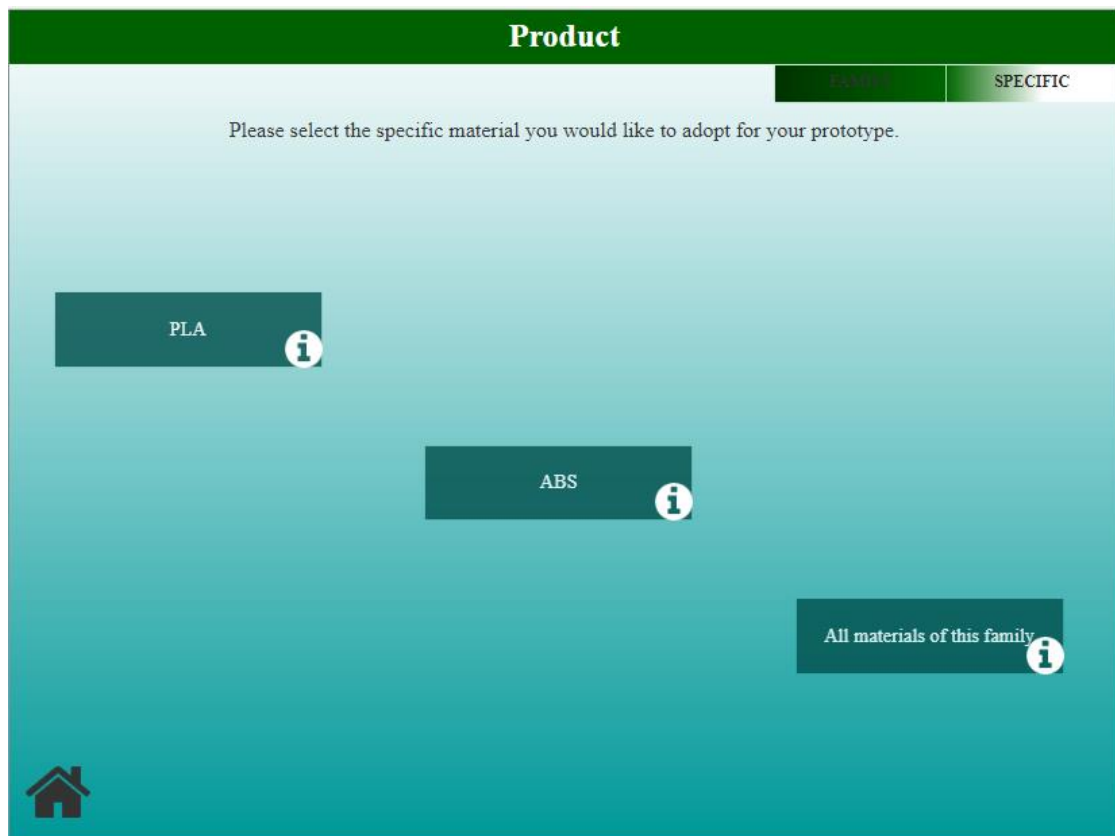 Product
FAMILY SPECIFIC
Please select the specific material you would like to adopt for your prototype.
PLA
ABS
All materials of this family